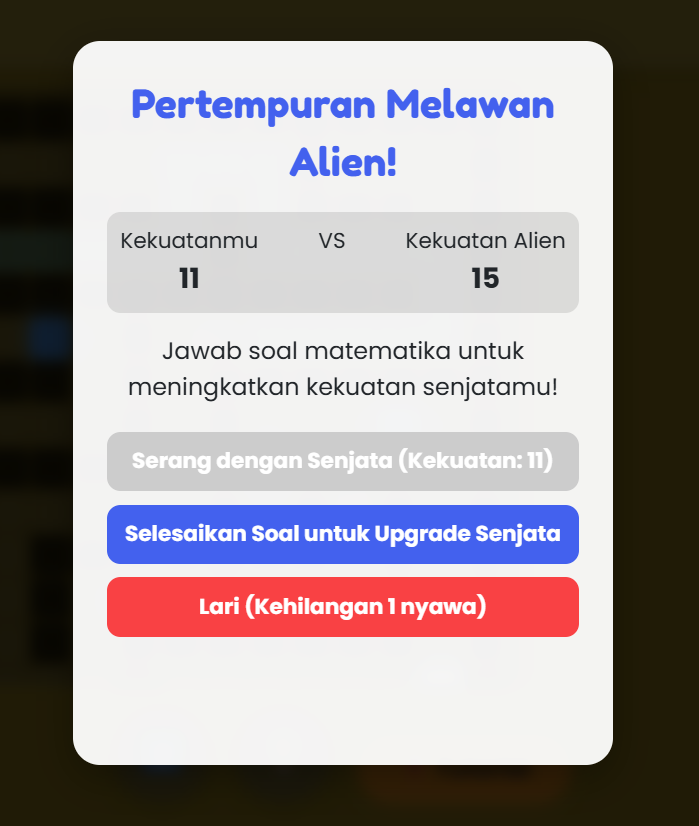 Pertempuran Melawan
Alien!
Kekuatanmu VS Kekuatan Alien
11 15
Jawab soal matematika untuk
meningkatkan kekuatan senjatamu!
Serang dengan Senjata (Kekuatan: 11)
Selesaikan Soal untuk Upgrade Senjata
Lari (Kehilangan 1 nyawa)